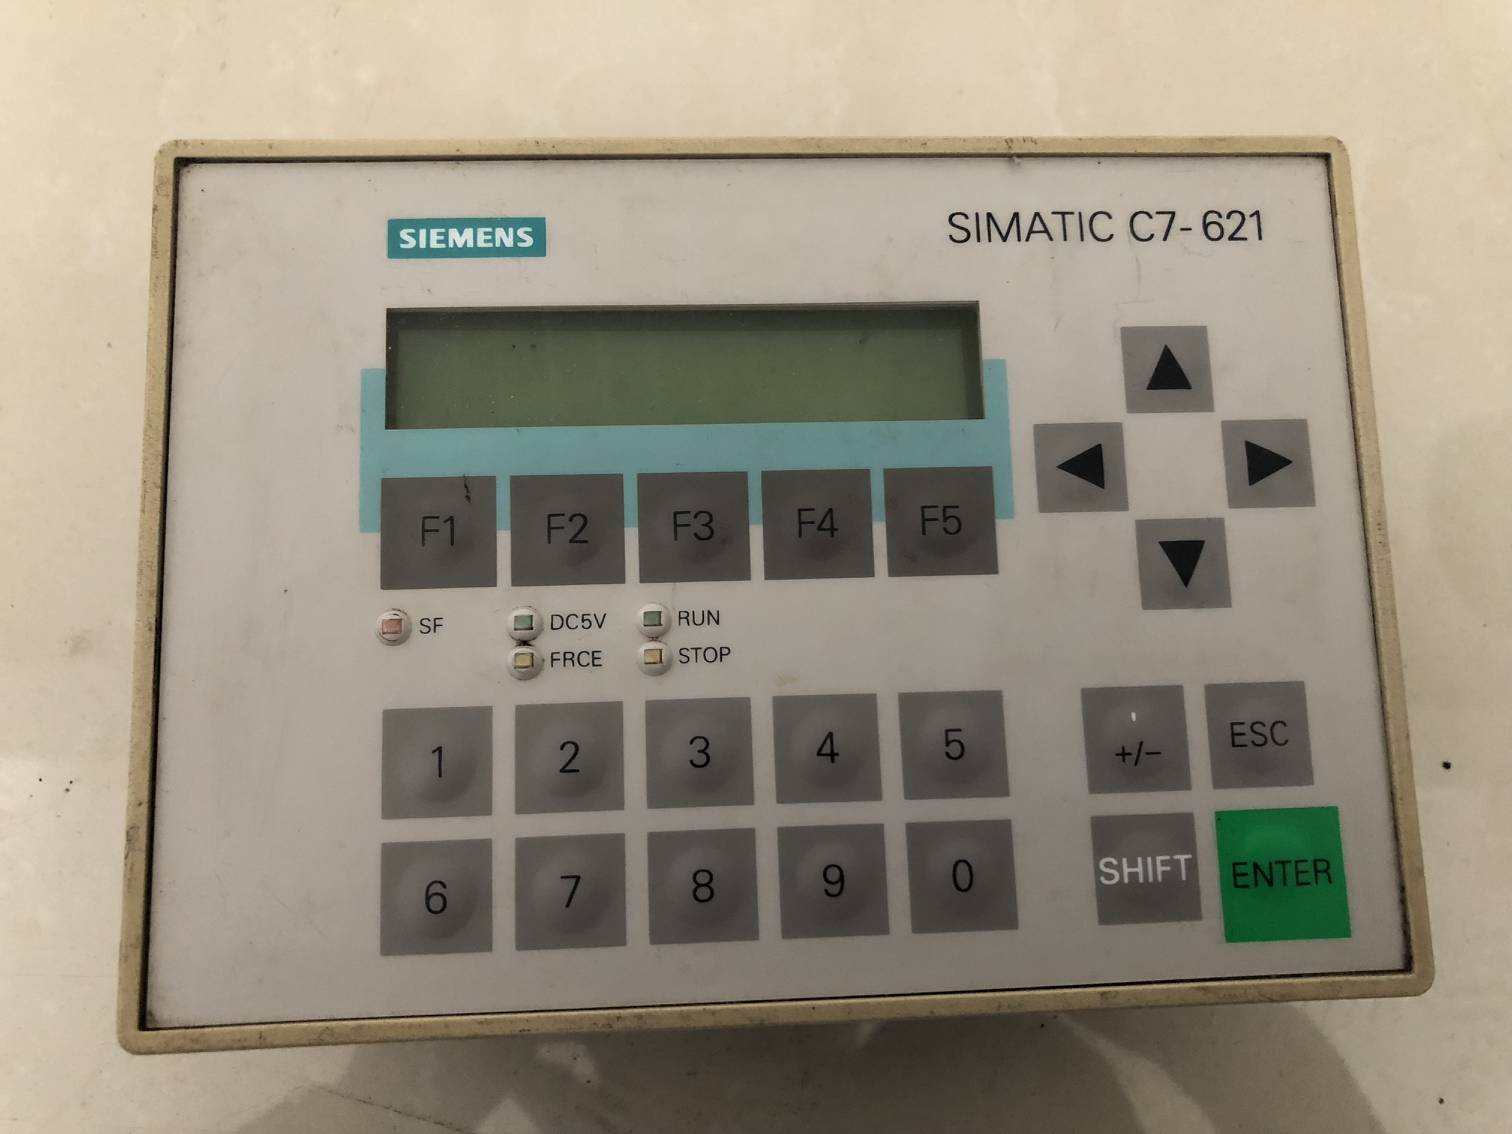 SIEMENS
SIMATIC C7-621
F1 F2 F3 F4 F5
SF DC5V RUN
FRCE STOP
1 2 3 4 5 +/- ESC
6 7 8 9 0 SHIFT ENTER